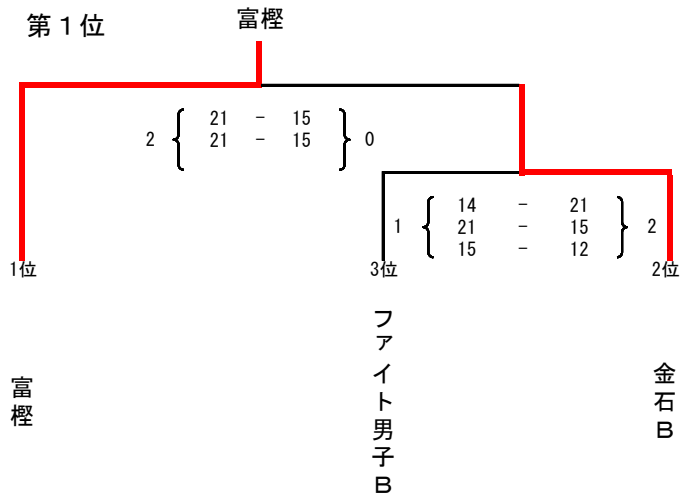 第１位
富樫
2 { 21 - 15 } 0
21 - 15
1 { 14 - 21 } 2
21 - 15
15 - 12
1位
3位
2位
富樫
ファイト男子B
金石B